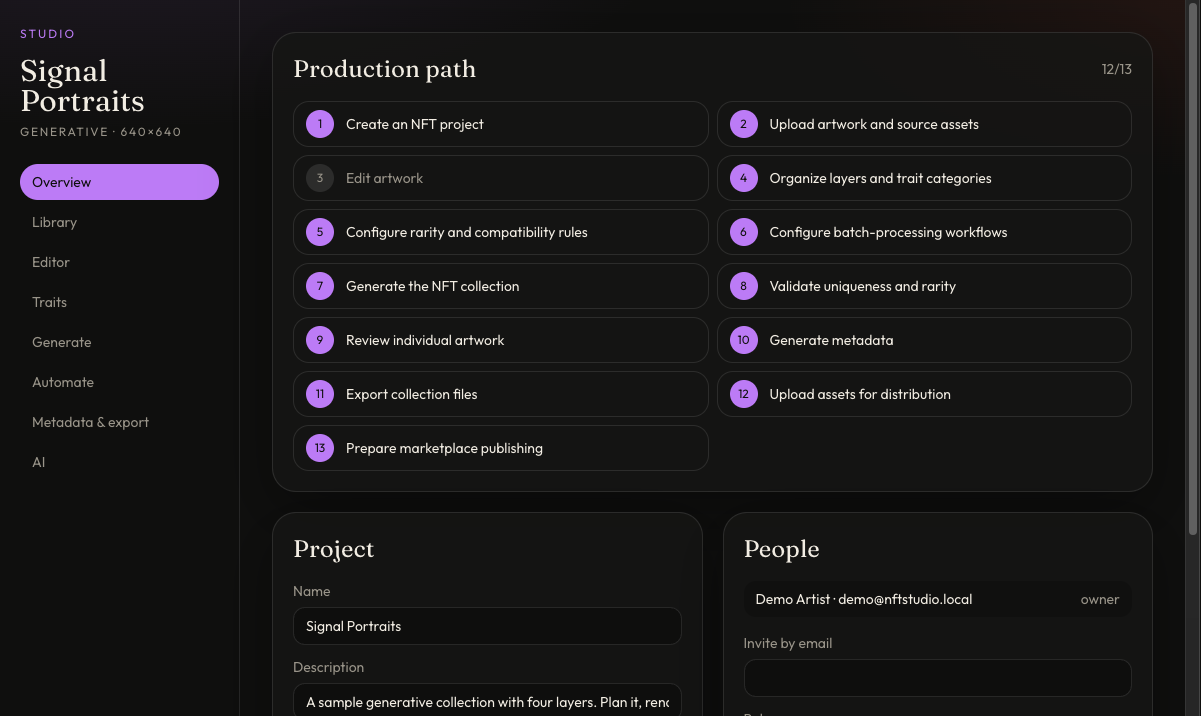 STUDIO
Signal
Portraits
GENERATIVE · 640×640
Overview
Library
Editor
Traits
Generate
Automate
Metadata & export
AI
Production path
12/13
1 Create an NFT project
2 Upload artwork and source assets
3 Edit artwork
4 Organize layers and trait categories
5 Configure rarity and compatibility rules
6 Configure batch-processing workflows
7 Generate the NFT collection
8 Validate uniqueness and rarity
9 Review individual artwork
10 Generate metadata
11 Export collection files
12 Upload assets for distribution
13 Prepare marketplace publishing
Project
Name
Signal Portraits
Description
A sample generative collection with four layers. Plan it,
People
Demo Artist · demo@nftstudio.local
owner
Invite by email